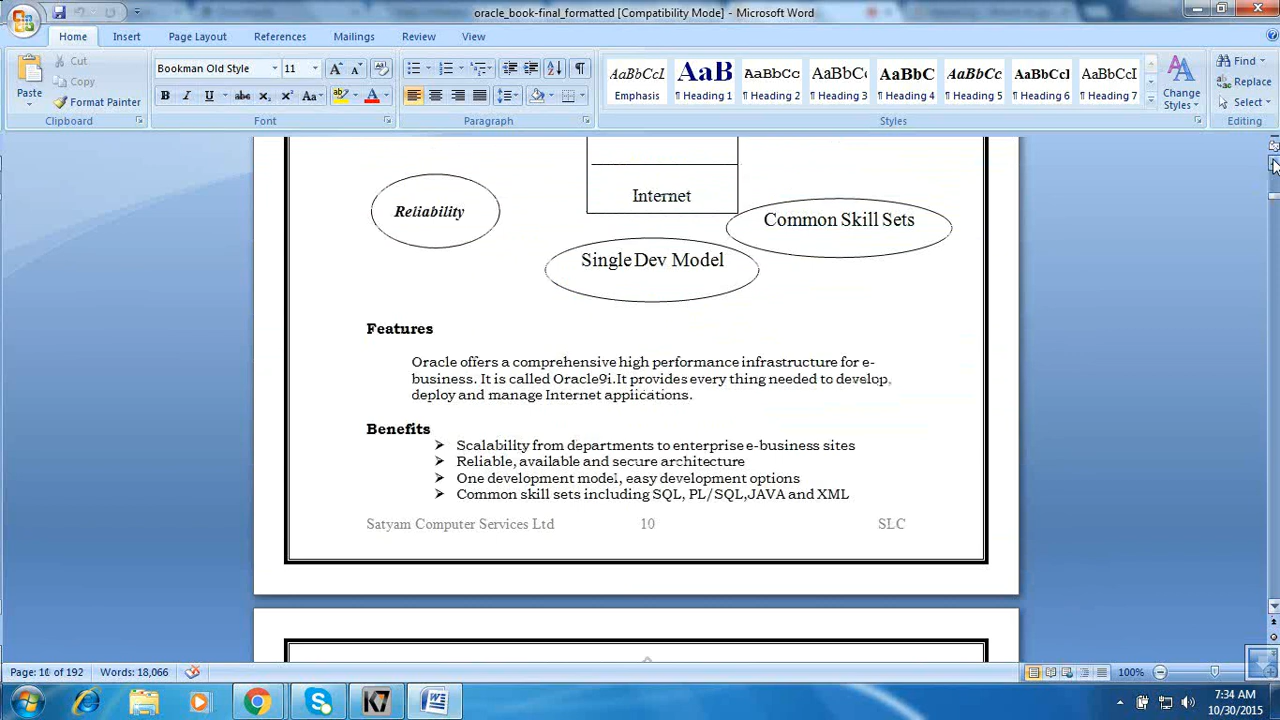 oracle_book-final_formatted [Compatibility Mode] - Microsoft Word
Home Insert Page Layout References Mailings Review View
Paste
Cut
Copy
Format Painter
Clipboard
Bookman Old Style 11
Font
Paragraph
AaBbCcI AaB AaBbCc AaBbCcI AaBbC AaBbCc AaBbCcI AaBbCcI
Emphasis ¶ Heading 1 ¶ Heading 2 ¶ Heading 3 ¶ Heading 4 ¶ Heading 5 ¶ Heading 6 ¶ Heading 7
Change Styles
Styles
Find
Replace
Select
Editing
Internet
Reliability
Common Skill Sets
Single Dev Model
Features
Oracle offers a comprehensive high performance infrastructure for e-
business. It is called Oracle9i.It provides every thing needed to develop,
deploy and manage Internet applications.
Benefits
➢ Scalability from departments to enterprise e-business sites
➢ Reliable, available and secure architecture
➢ One development model, easy development options
➢ Common skill sets including SQL, PL/SQL,JAVA and XML
Satyam Computer Services Ltd 10 SLC
Page: 10 of 192 Words: 18,066 100%
K7
7:34 AM
10/30/2015